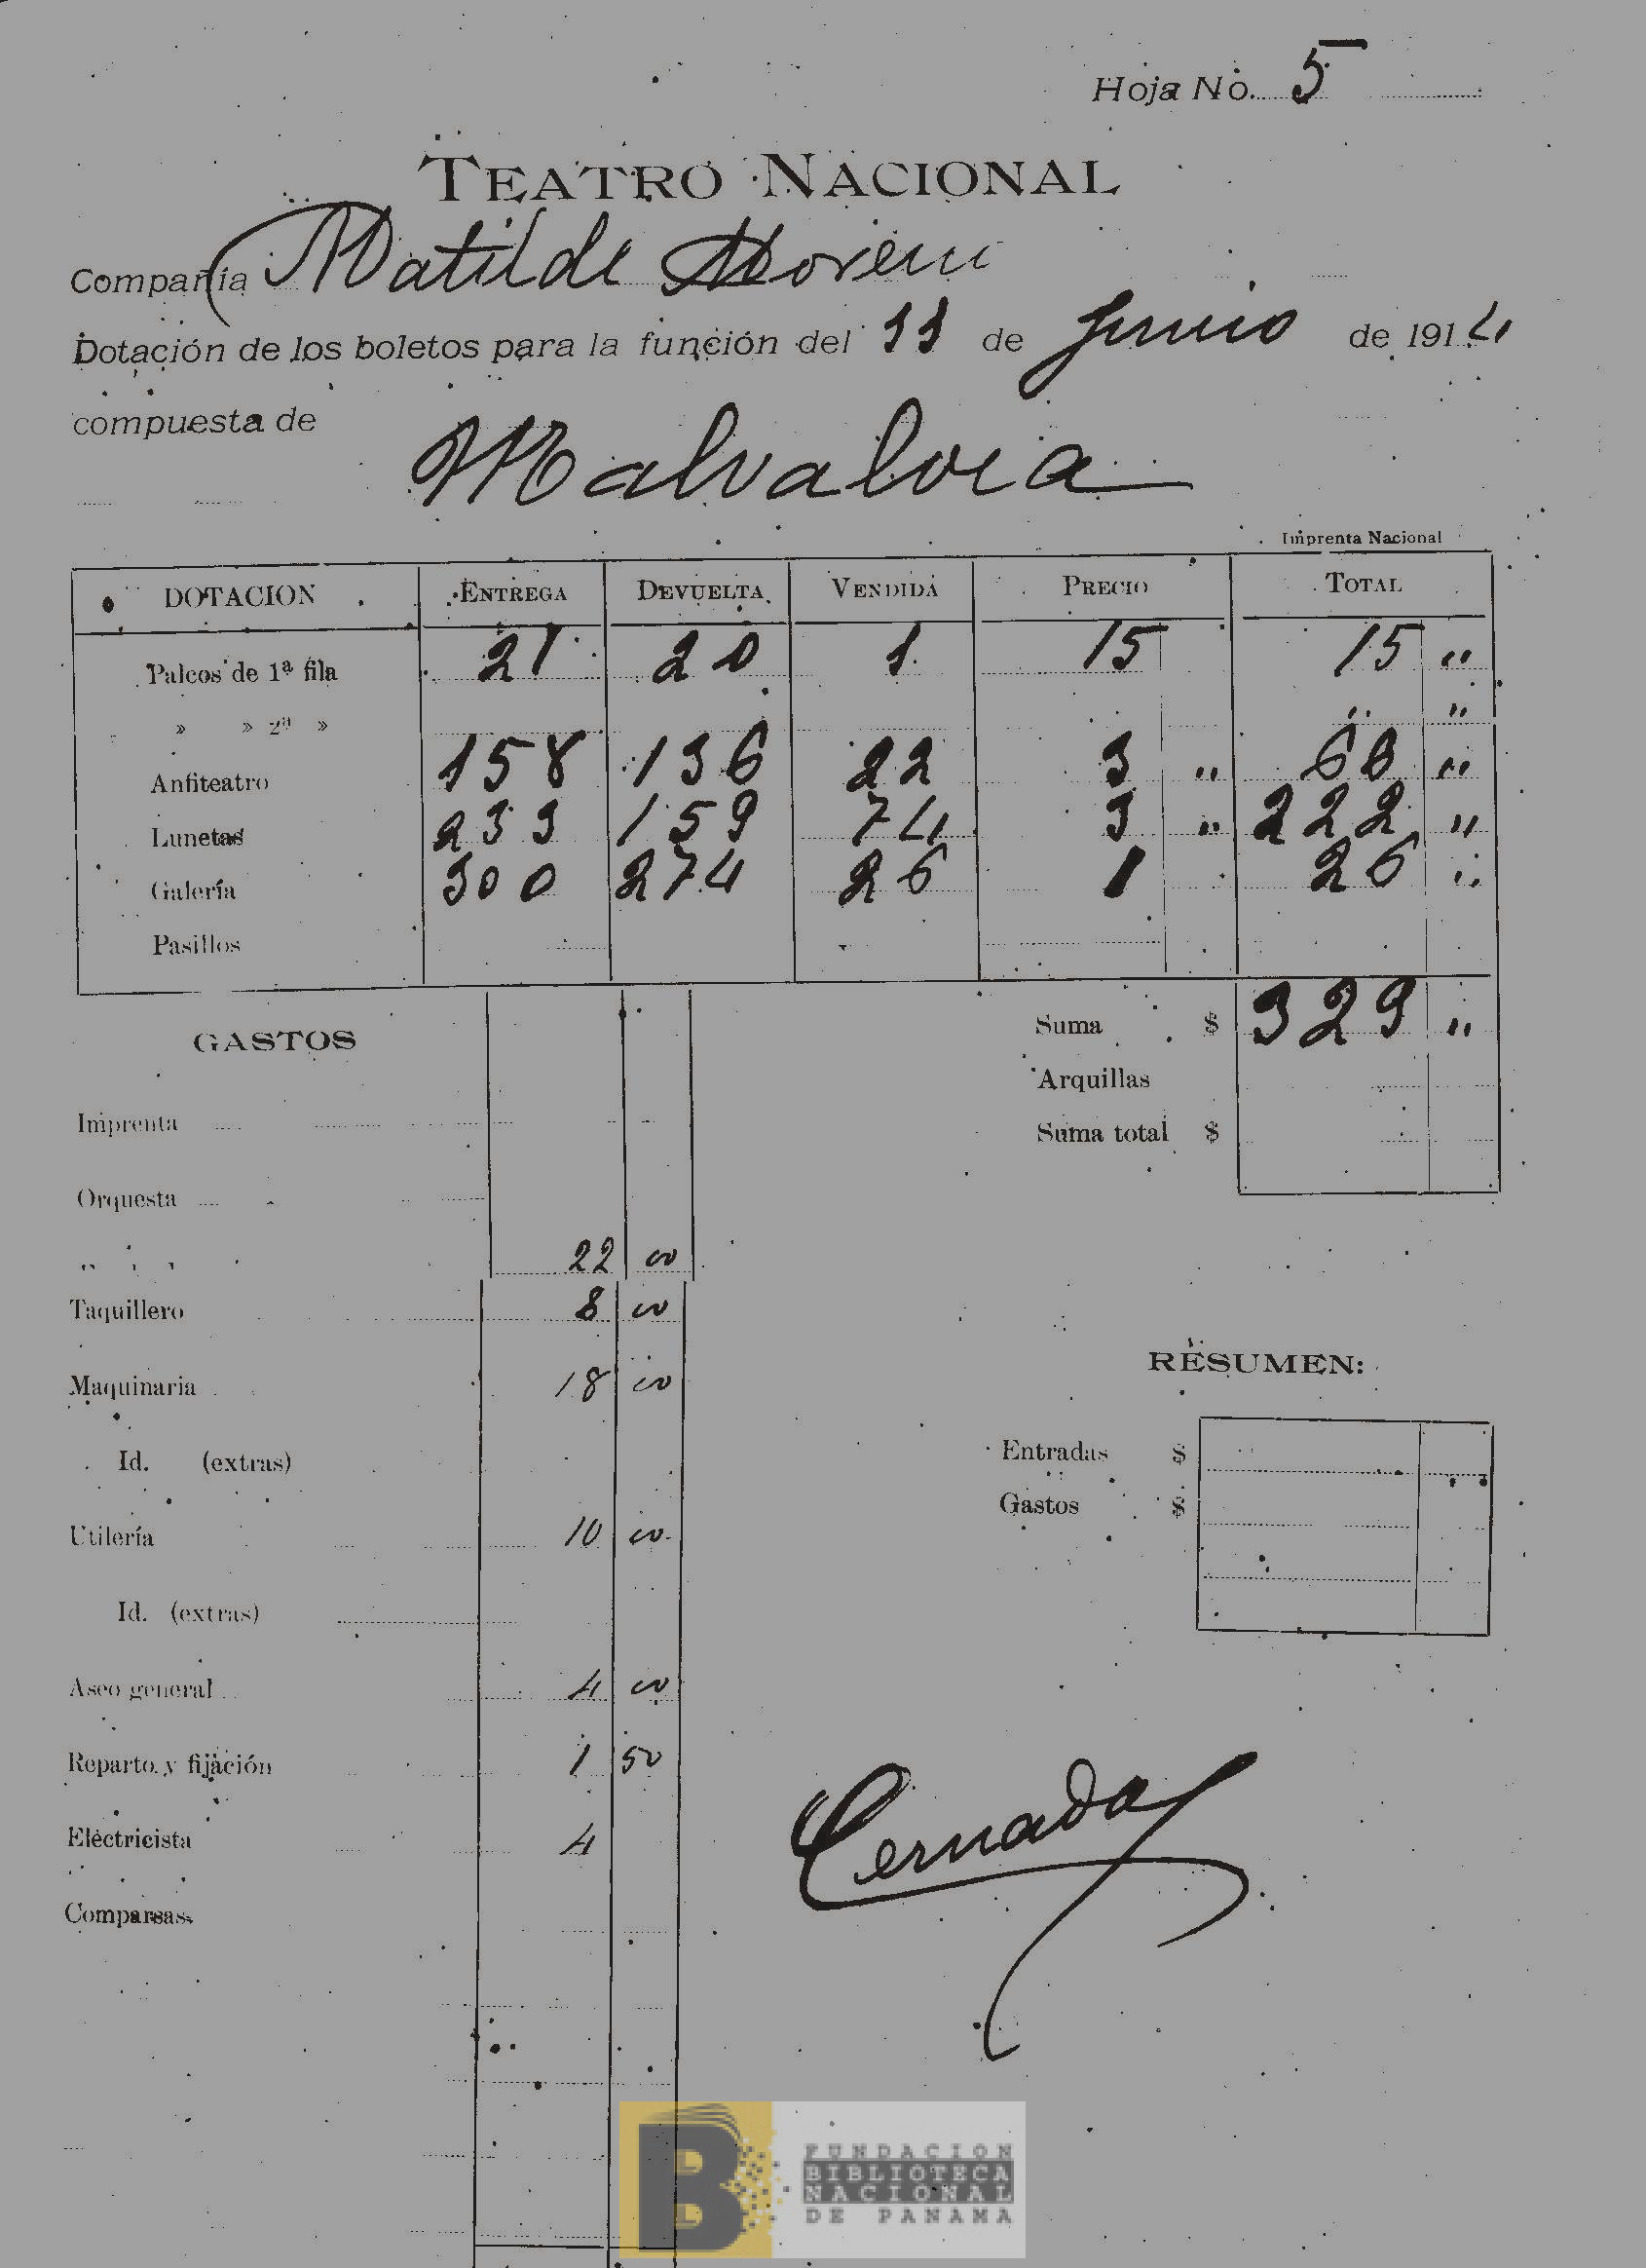 Hoja No. 5
TEATRO NACIONAL
Compañía Matilde Moreno
Dotación de los boletos para la función del 11 de Junio de 1914
compuesta de
Malvaloca
Imprenta Nacional
DOTACION ENTREGA DEVUELTA VENDIDA PRECIO TOTAL
Palcos de 1ª fila 21 20 1 15 15 „
» » 2ª » „ „
Anfiteatro 158 136 22 3 „ 66 „
Lunetas 233 159 74 3 „ 222 „
Galería 300 274 26 1 26 „
Pasillos
Suma $ 329 „
Arquillas
Suma total $
GASTOS
Imprenta
Orquesta
22 00
Taquillero 8 00
Maquinaria 18 00
Id. (extras)
Utilería 10 00
Id. (extras)
Aseo general 4 00
Reparto y fijación 1 50
Eléctricista 4
Comparsas
RESUMEN:
Entradas $
Gastos $
Cernadas
FUNDACION
BIBLIOTECA
NACIONAL
DE PANAMA